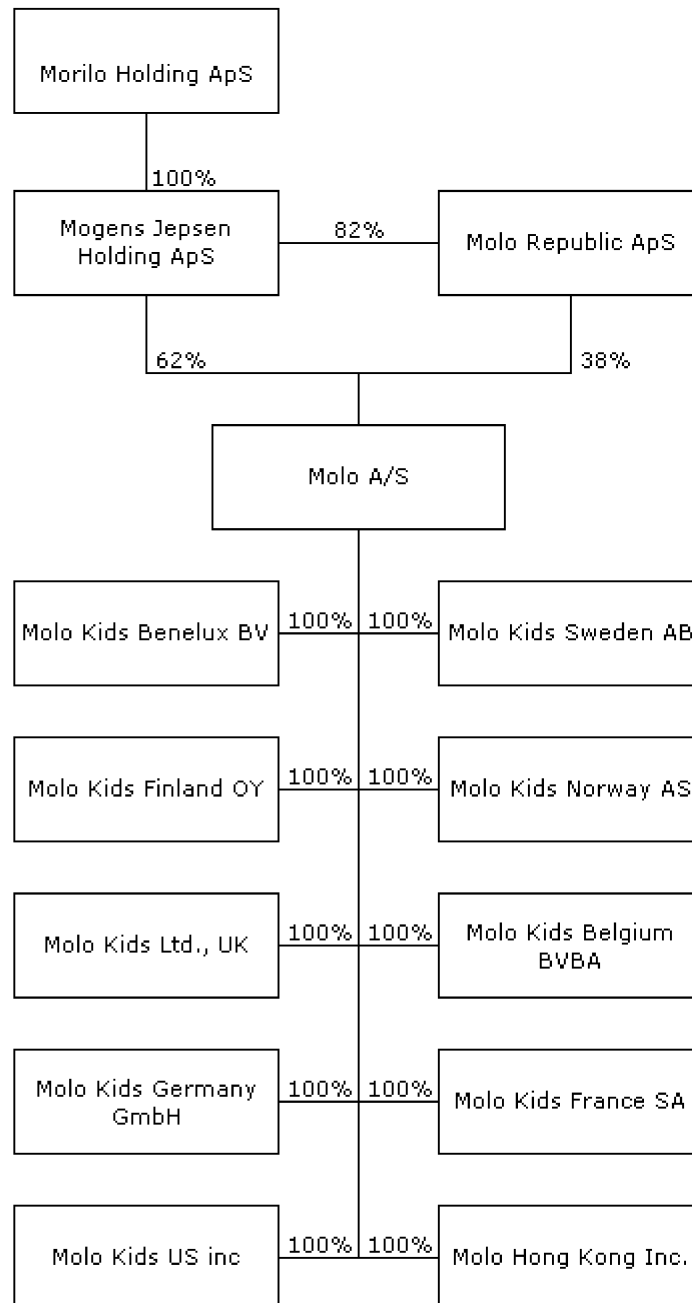 Morilo Holding ApS
100%
Mogens Jepsen
Holding ApS
82%
Molo Republic ApS
62%
38%
Molo A/S
Molo Kids Benelux BV
100%
100%
Molo Kids Sweden AB
Molo Kids Finland OY
100%
100%
Molo Kids Norway AS
Molo Kids Ltd., UK
100%
100%
Molo Kids Belgium
BVBA
Molo Kids Germany
GmbH
100%
100%
Molo Kids France SA
Molo Kids US inc
100%
100%
Molo Hong Kong Inc.